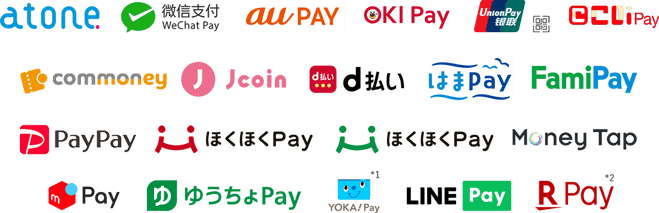 atone
微信支付
WeChat Pay
au PAY
OKI Pay
UnionPay
银联
こいPay
commoney
J
Jcoin
d払い
d払い
はまPay
FamiPay
PayPay
ほくほくPay
ほくほくPay
Money Tap
m
Pay
ゆ
ゆうちょPay
YOKA!Pay
*1
LINE Pay
R Pay
*2